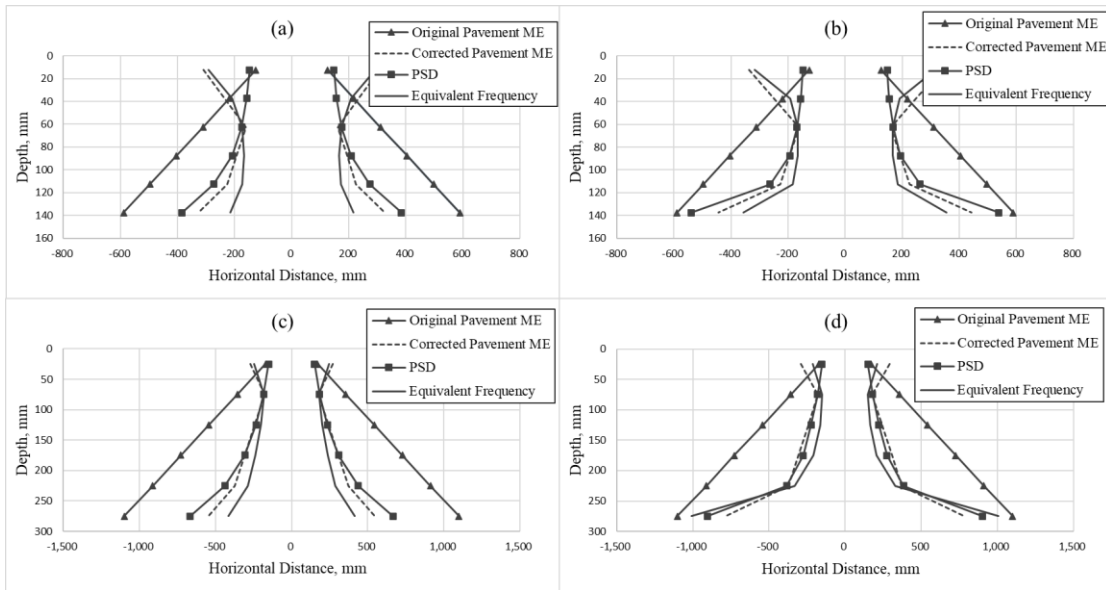 (a)
Original Pavement ME
Corrected Pavement ME
PSD
Equivalent Frequency
Depth, mm
0
20
40
60
80
100
120
140
160
-800 -600 -400 -200 0 200 400 600 800
Horizontal Distance, mm
(b)
Original Pavement ME
Corrected Pavement ME
PSD
Equivalent Frequency
Depth, mm
0
20
40
60
80
100
120
140
160
-800 -600 -400 -200 0 200 400 600 800
Horizontal Distance, mm
(c)
Original Pavement ME
Corrected Pavement ME
PSD
Equivalent Frequency
Depth, mm
0
50
100
150
200
250
300
-1,500 -1,000 -500 0 500 1,000 1,500
Horizontal Distance, mm
(d)
Original Pavement ME
Corrected Pavement ME
PSD
Equivalent Frequency
Depth, mm
0
50
100
150
200
250
300
-1,500 -1,000 -500 0 500 1,000 1,500
Horizontal Distance, mm